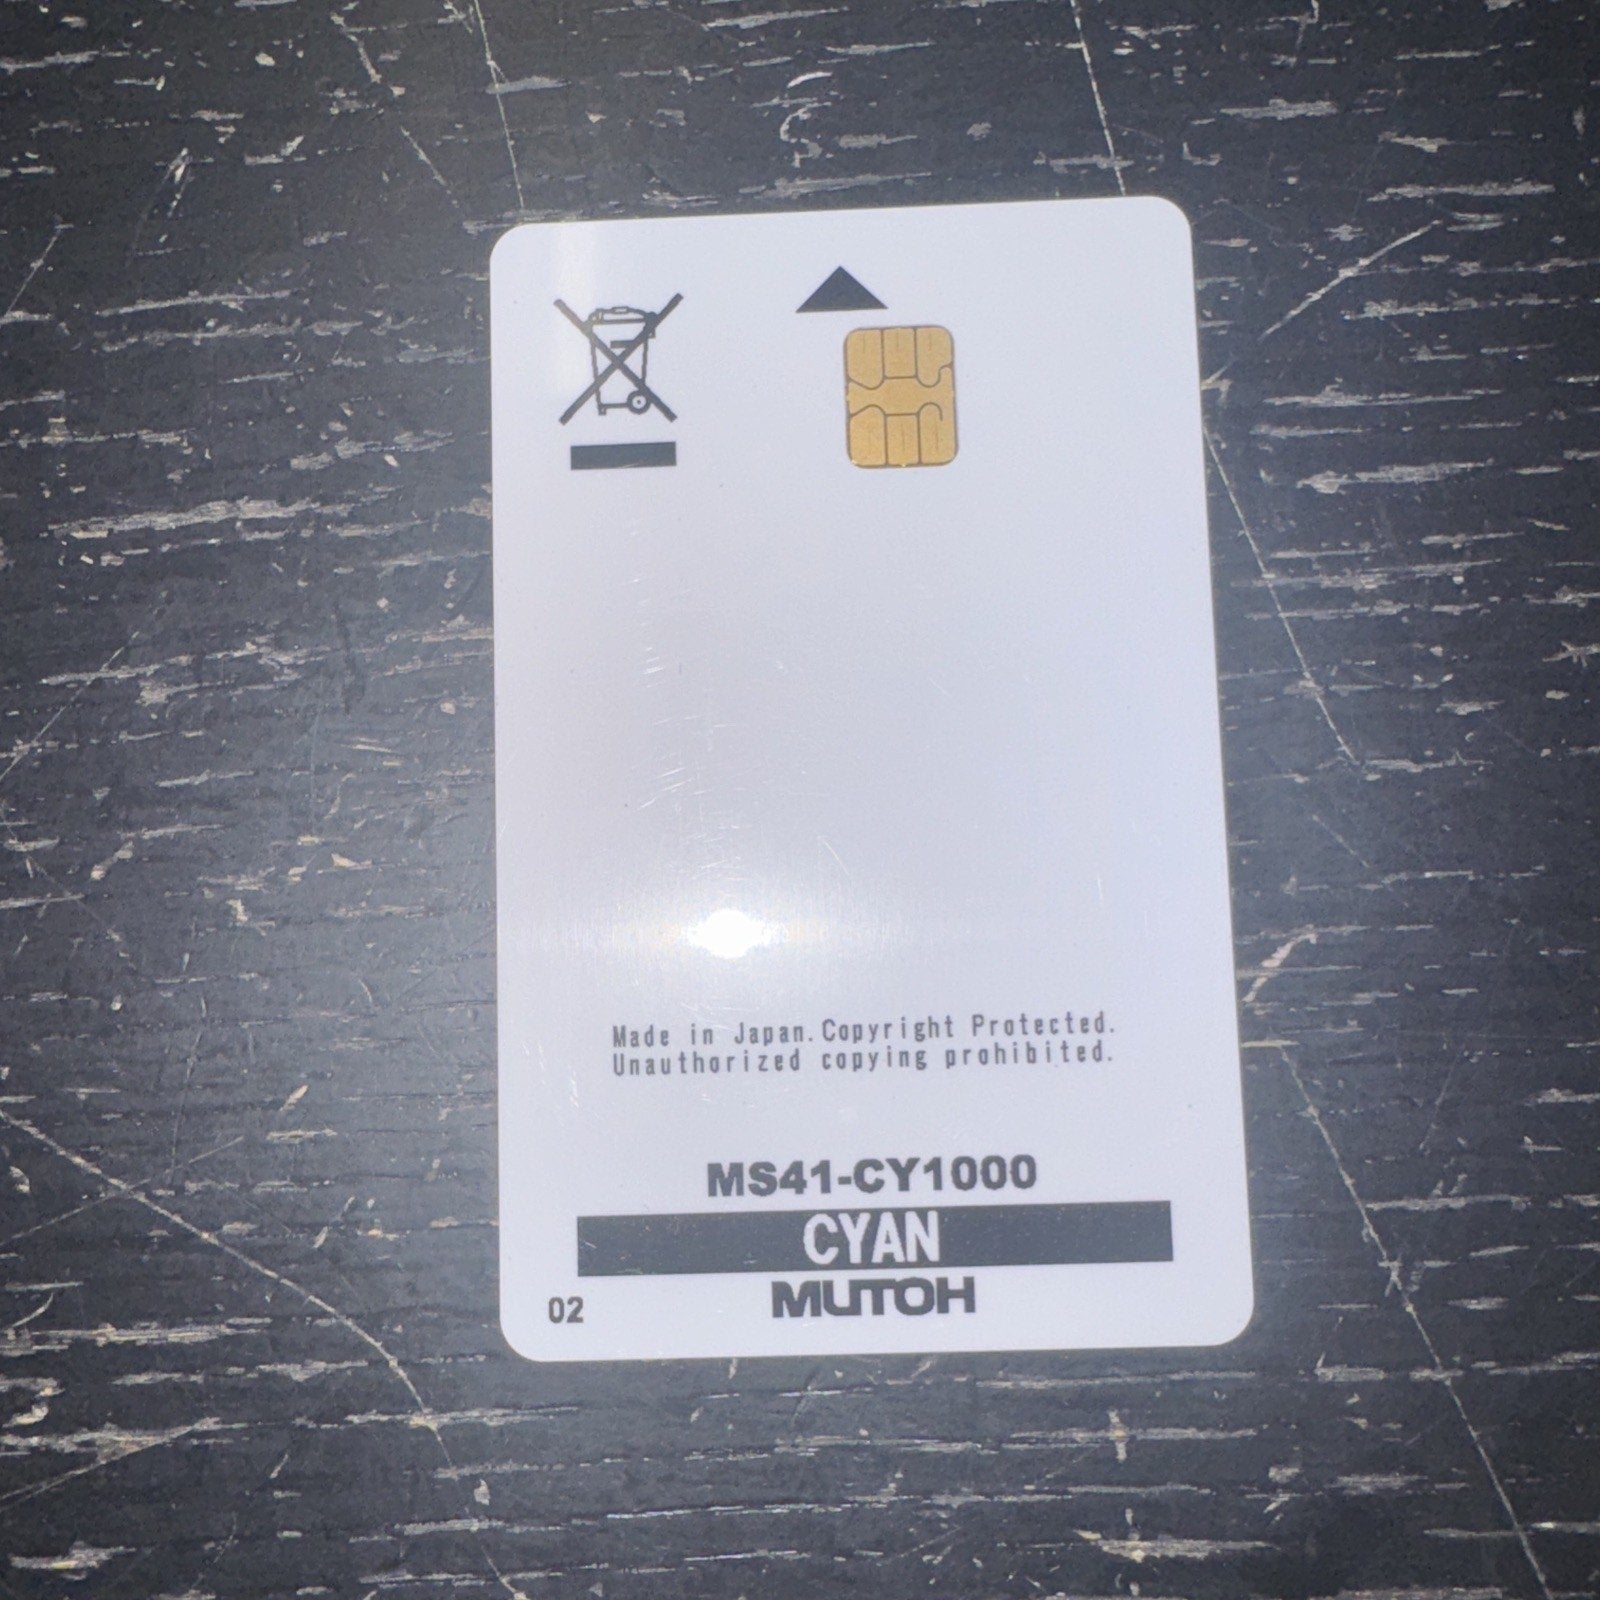 Made in Japan. Copyright Protected.
Unauthorized copying prohibited.
MS41-CY1000
CYAN
MUTOH
02